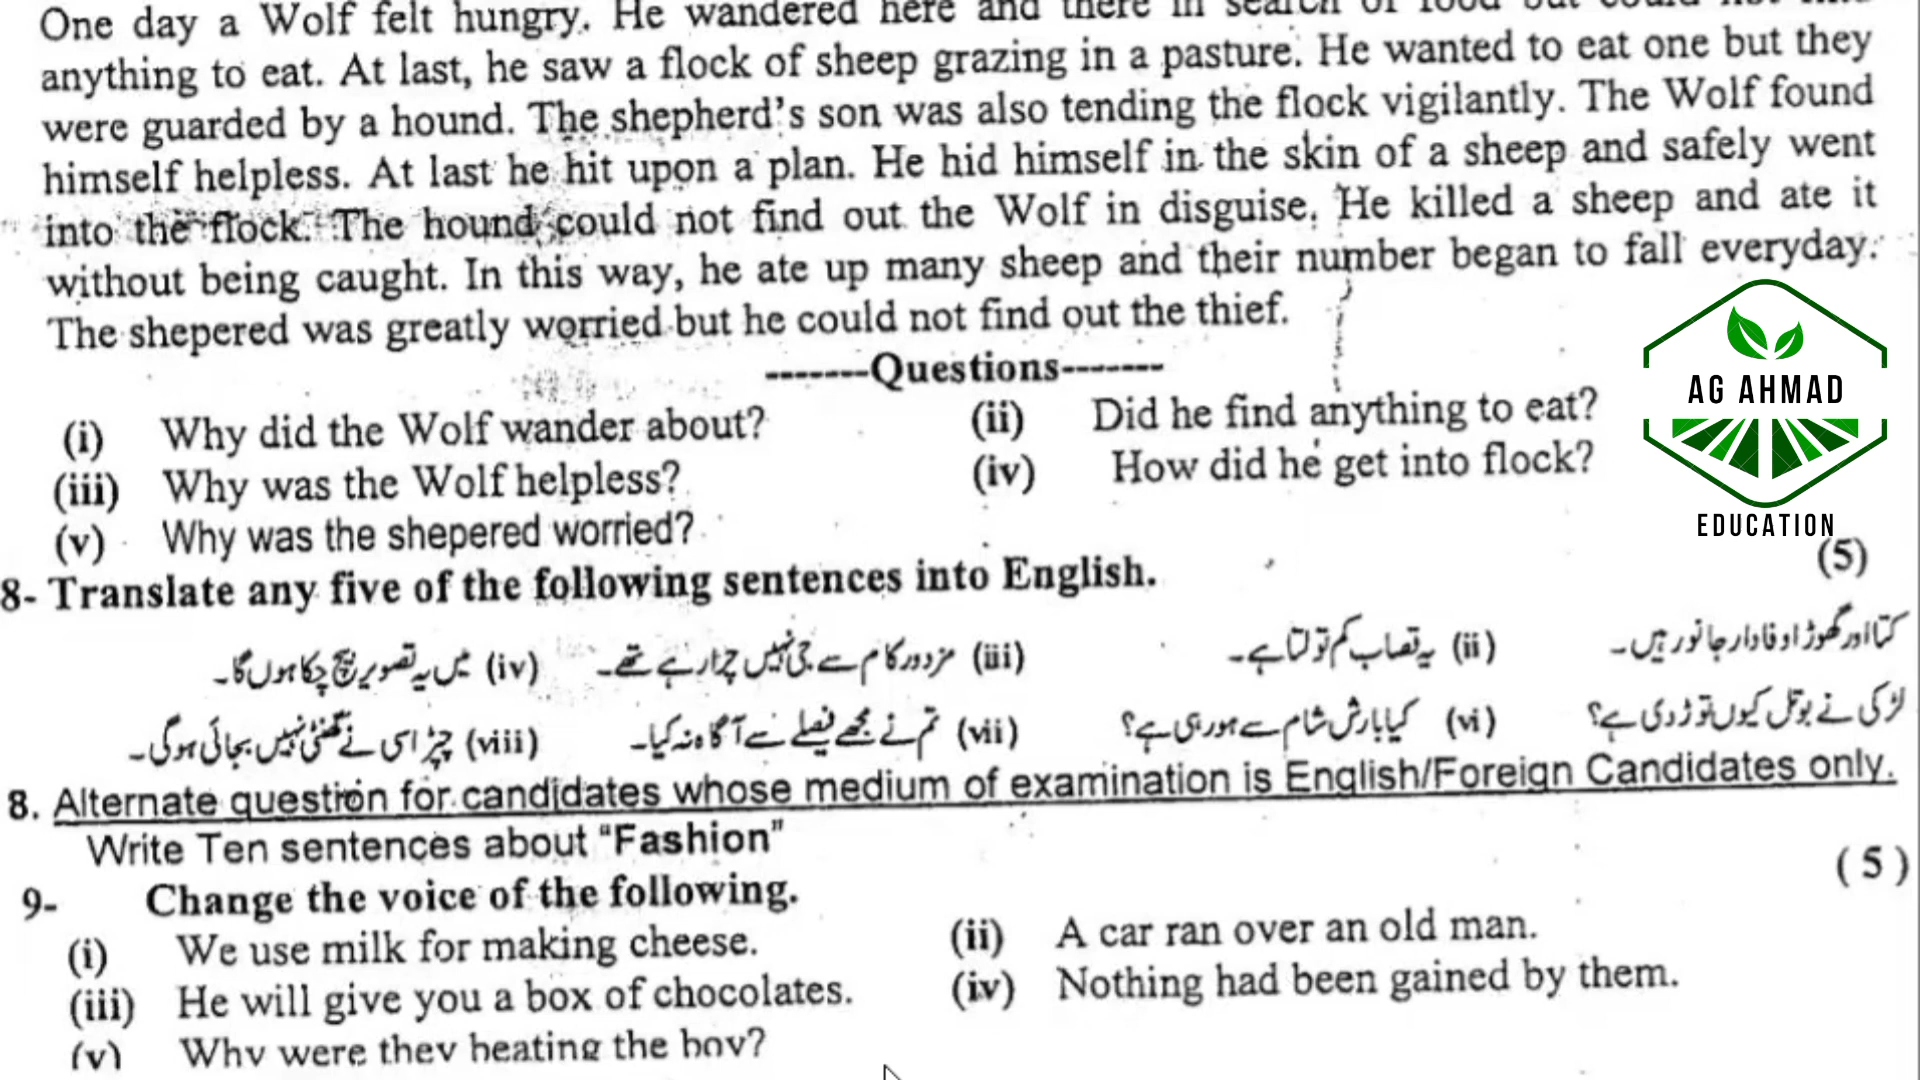 One day a Wolf felt hungry. He wandered here and there in search of food but could not find
anything to eat. At last, he saw a flock of sheep grazing in a pasture. He wanted to eat one but they
were guarded by a hound. The shepherd's son was also tending the flock vigilantly. The Wolf found
himself helpless. At last he hit upon a plan. He hid himself in the skin of a sheep and safely went
into the flock. The hound could not find out the Wolf in disguise. He killed a sheep and ate it
without being caught. In this way, he ate up many sheep and their number began to fall everyday.
The shepered was greatly worried but he could not find out the thief.
-------Questions-------
(i) Why did the Wolf wander about? (ii) Did he find anything to eat?
(iii) Why was the Wolf helpless? (iv) How did he get into flock?
(v) Why was the shepered worried?
AG AHMAD
EDUCATION
8- Translate any five of the following sentences into English. (5)
کتا اور گھوڑا وفادار جانور ہیں۔ (ii) یہ قصاب کم تولتا ہے۔ (iii) مزدور کام سے جی نہیں چرا رہے تھے۔ (iv) میں یہ تصویر بیچ چکا ہوں گا۔
لڑکی نے بوتل کیوں توڑ دی ہے؟ (vi) کیا بارش شام سے ہو رہی ہے؟ (vii) تم نے مجھے فیصلے سے آگاہ نہ کیا۔ (viii) چپڑاسی نے گھنٹی نہیں بجائی ہوگی۔
8. Alternate question for candidates whose medium of examination is English/Foreign Candidates only.
Write Ten sentences about "Fashion"
(5)
9- Change the voice of the following.
(i) We use milk for making cheese. (ii) A car ran over an old man.
(iii) He will give you a box of chocolates. (iv) Nothing had been gained by them.
(v) Why were they beating the boy?